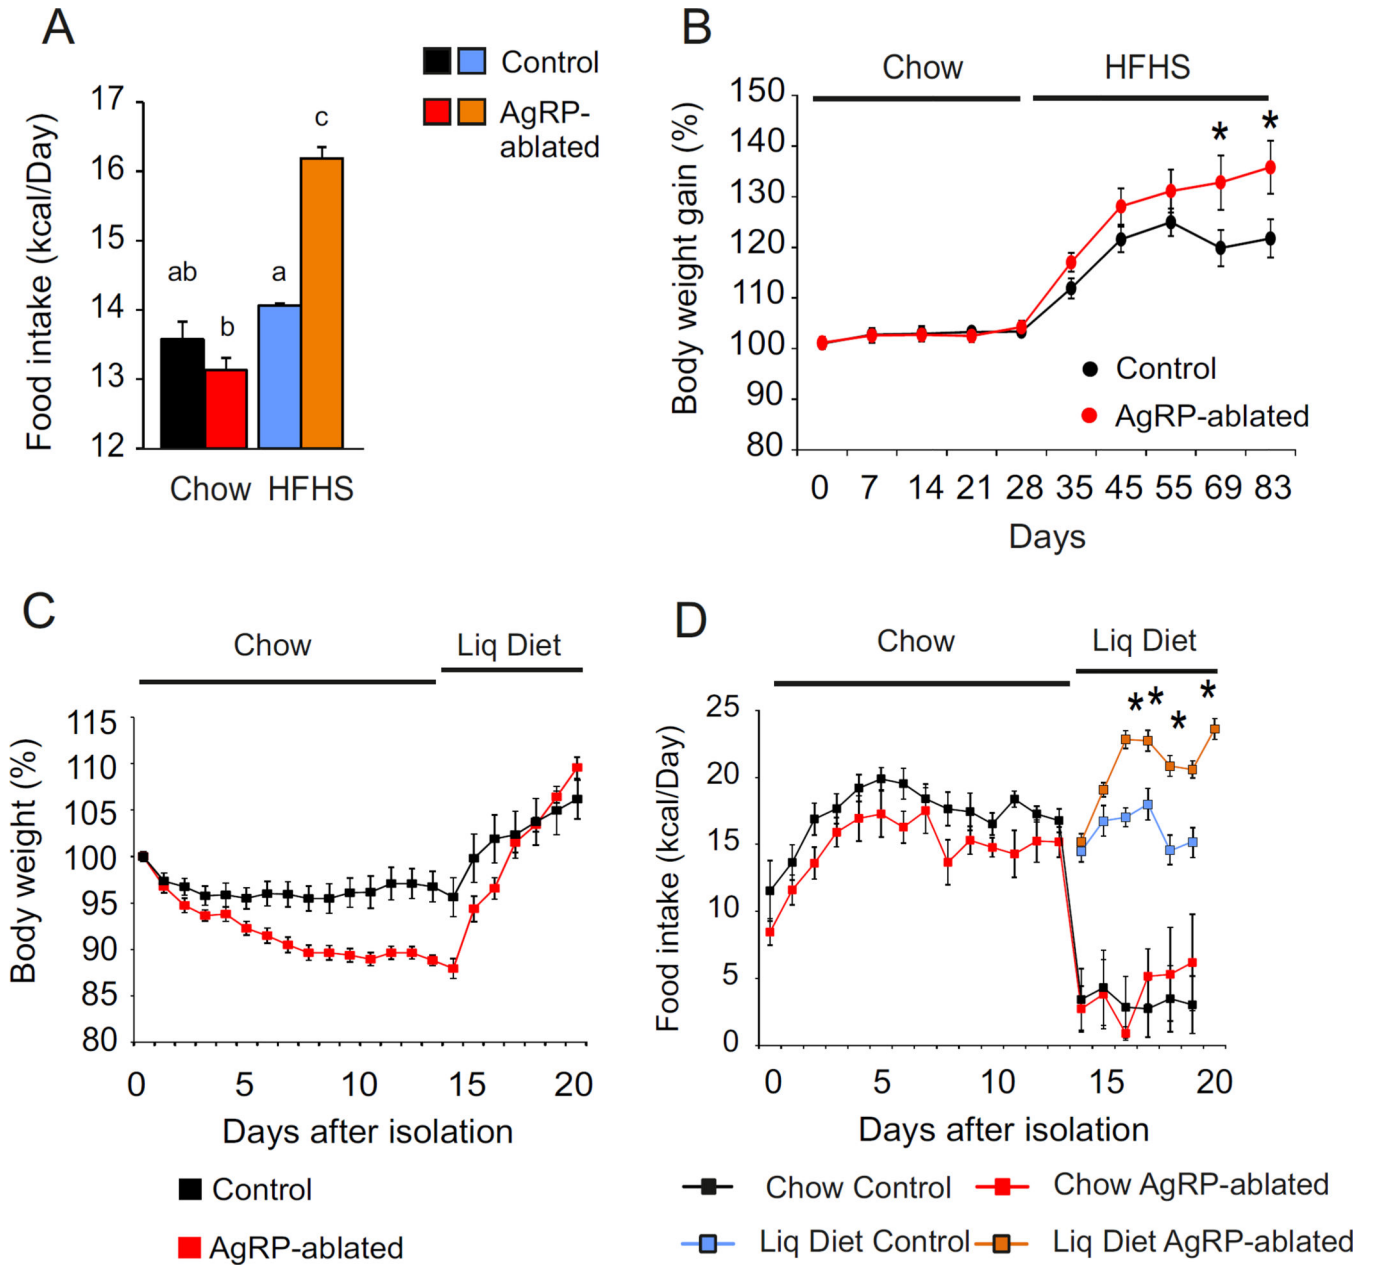 A
Control
AgRP-
ablated
Food intake (kcal/Day)
17
16
15
14
13
12
ab
b
a
c
Chow HFHS
B
Chow HFHS
Body weight gain (%)
150
140
130
120
110
100
90
80
* *
Control
AgRP-ablated
0 7 14 21 28 35 45 55 69 83
Days
C
Chow Liq Diet
Body weight (%)
115
110
105
100
95
90
85
80
0 5 10 15 20
Days after isolation
Control
AgRP-ablated
D
Chow Liq Diet
Food intake (kcal/Day)
25
20
15
10
5
0
* * * *
0 5 10 15 20
Days after isolation
Chow Control Chow AgRP-ablated
Liq Diet Control Liq Diet AgRP-ablated